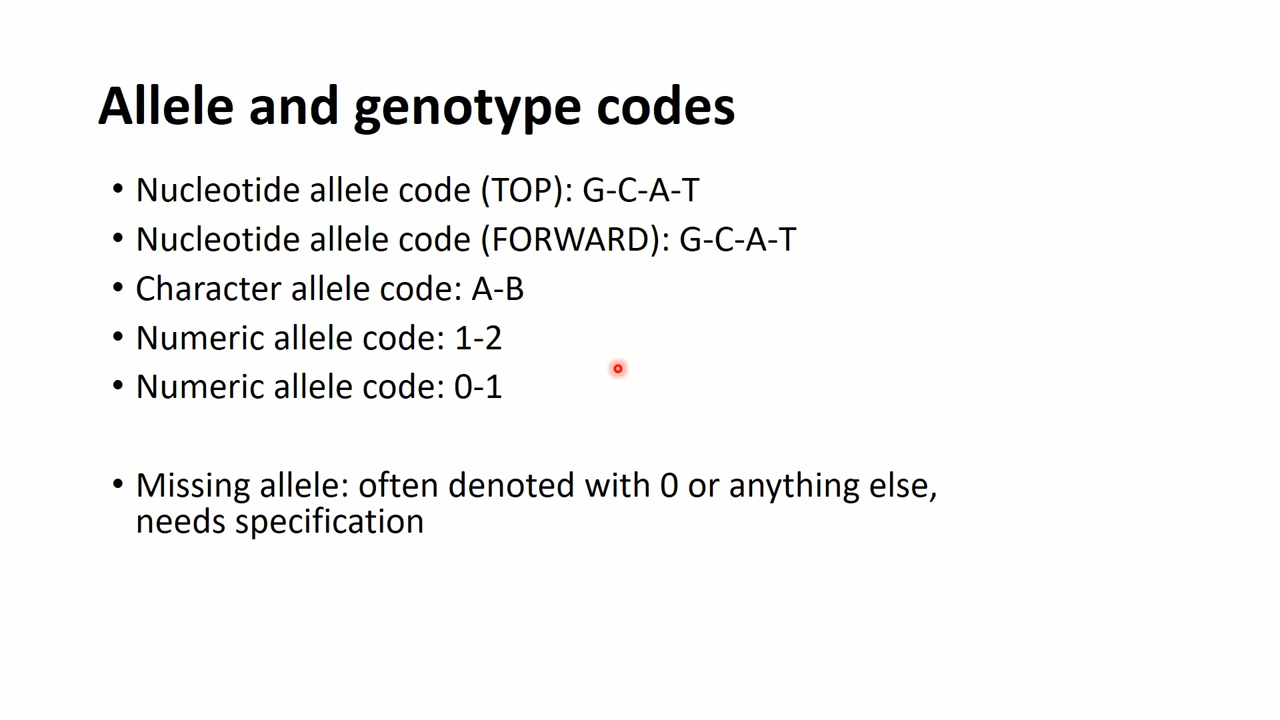 Allele and genotype codes
• Nucleotide allele code (TOP): G-C-A-T
• Nucleotide allele code (FORWARD): G-C-A-T
• Character allele code: A-B
• Numeric allele code: 1-2
• Numeric allele code: 0-1
• Missing allele: often denoted with 0 or anything else,
needs specification